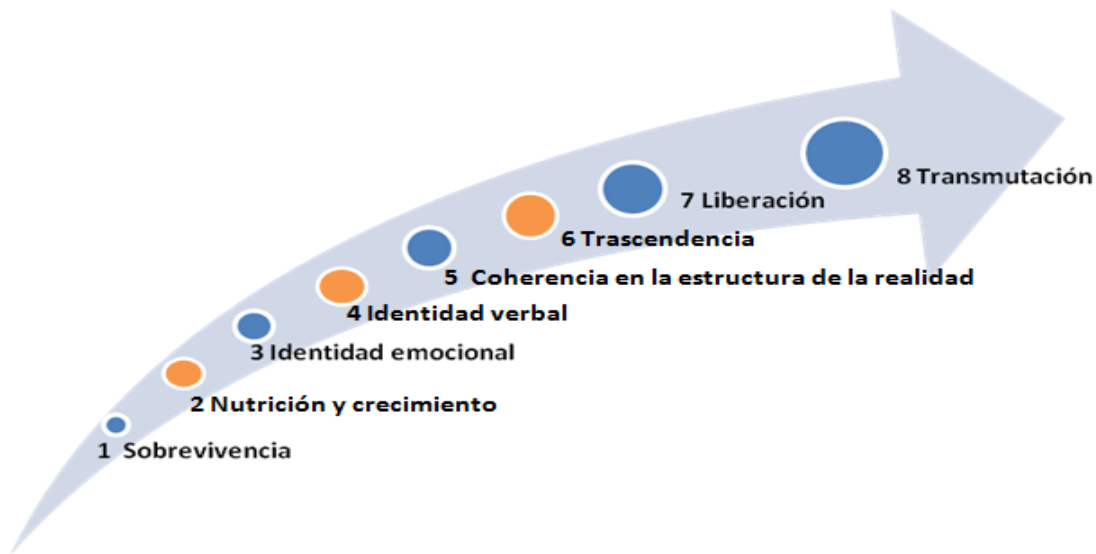 8 Transmutación
7 Liberación
6 Trascendencia
5 Coherencia en la estructura de la realidad
4 Identidad verbal
3 Identidad emocional
2 Nutrición y crecimiento
1 Sobrevivencia